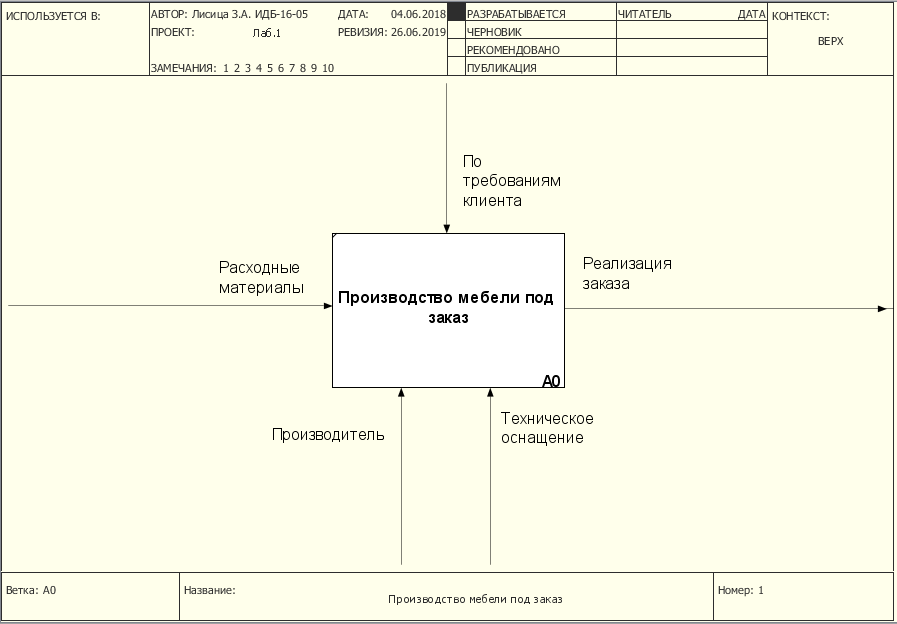 ИСПОЛЬЗУЕТСЯ В:
АВТОР: Лисица З.А. ИДБ-16-05 ДАТА: 04.06.2018
ПРОЕКТ: Лаб.1 РЕВИЗИЯ: 26.06.2019
ЗАМЕЧАНИЯ: 1 2 3 4 5 6 7 8 9 10
РАЗРАБАТЫВАЕТСЯ
ЧЕРНОВИК
РЕКОМЕНДОВАНО
ПУБЛИКАЦИЯ
ЧИТАТЕЛЬ ДАТА
КОНТЕКСТ:
ВЕРХ
По
требованиям
клиента
Расходные
материалы
Производство мебели под
заказ
A0
Реализация
заказа
Производитель
Техническое
оснащение
Ветка: A0
Название:
Производство мебели под заказ
Номер: 1